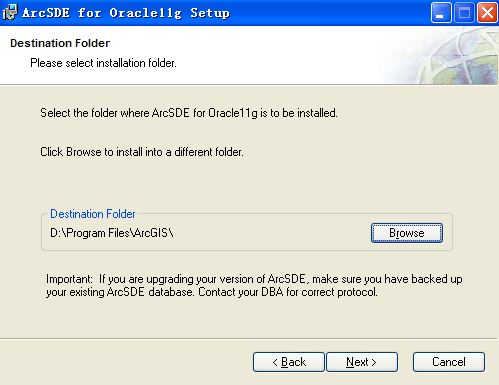 ArcSDE for Oracle11g Setup
Destination Folder
Please select installation folder.
Select the folder where ArcSDE for Oracle11g is to be installed.
Click Browse to install into a different folder.
Destination Folder
D:\Program Files\ArcGIS\
Browse
Important:  If you are upgrading your version of ArcSDE, make sure you have backed up
your existing ArcSDE database. Contact your DBA for correct protocol.
< Back
Next >
Cancel